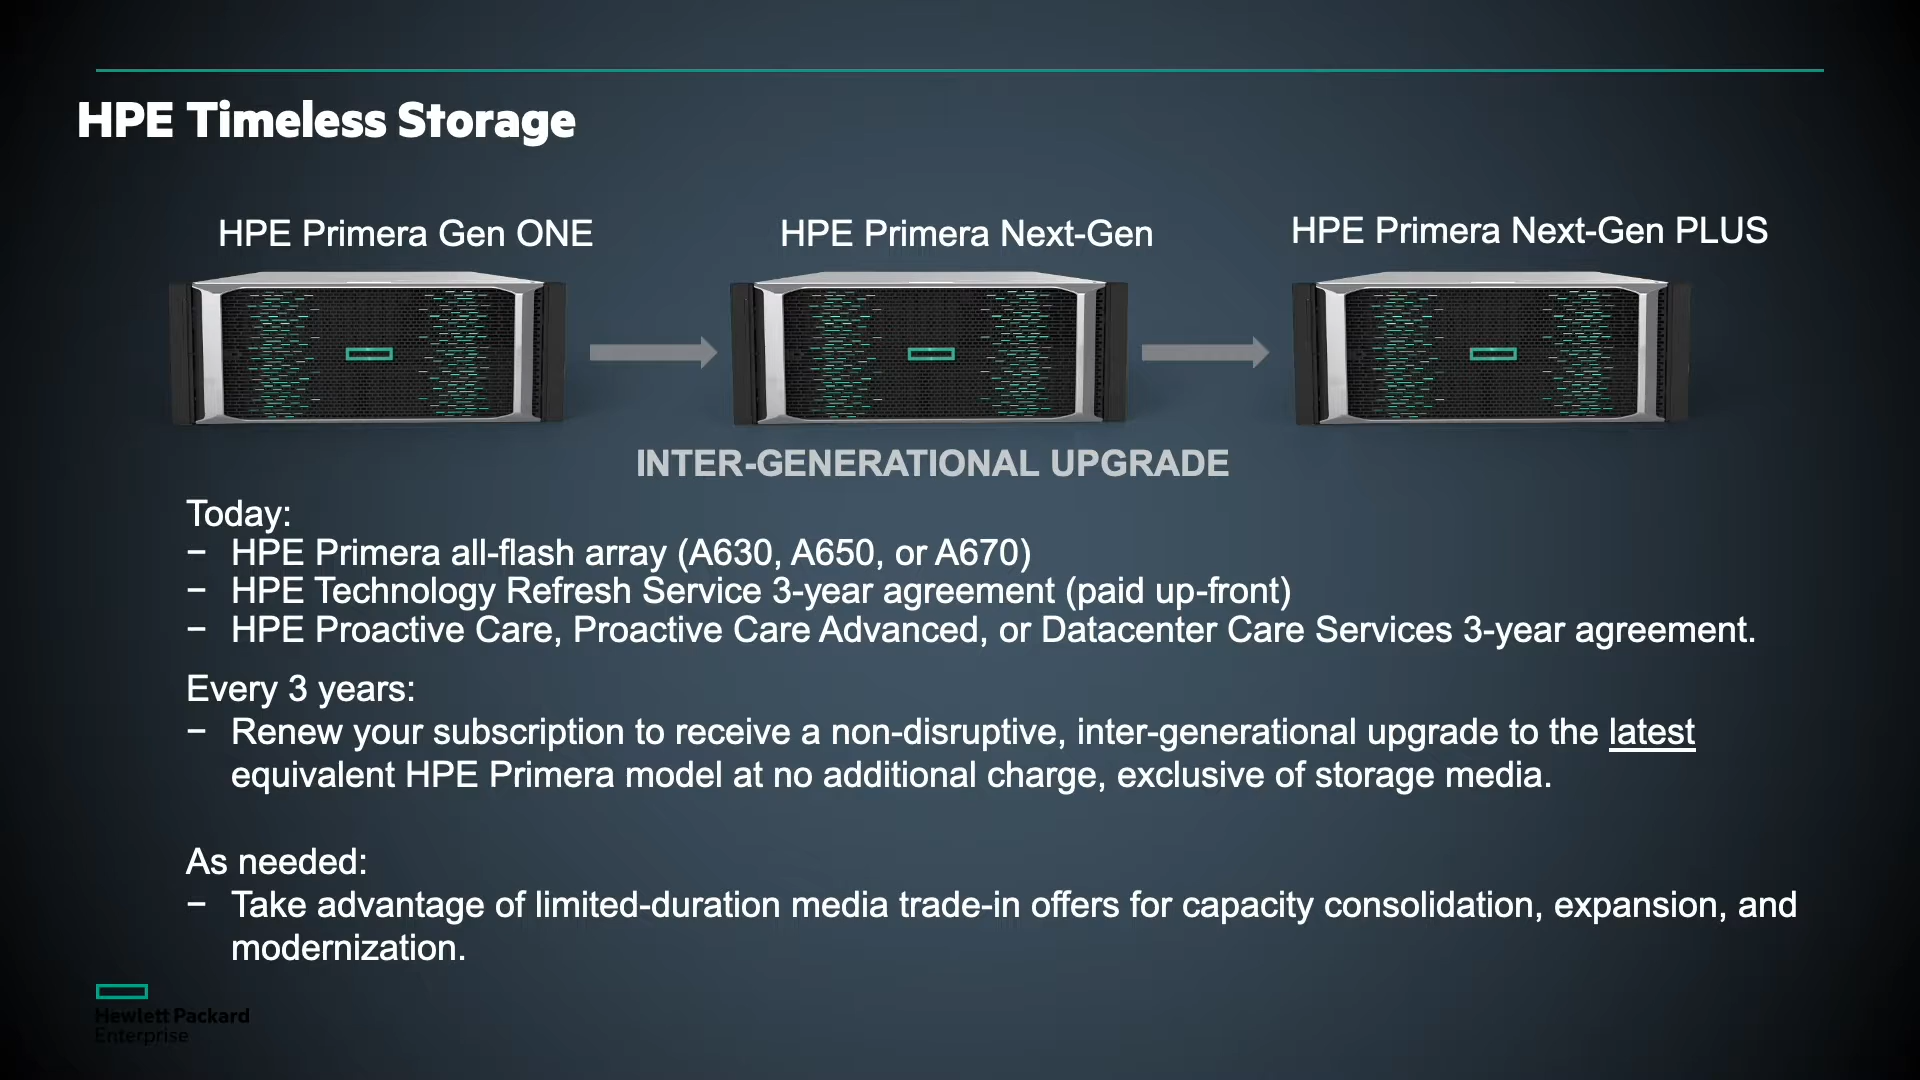 HPE Timeless Storage
HPE Primera Gen ONE
HPE Primera Next-Gen
HPE Primera Next-Gen PLUS
INTER-GENERATIONAL UPGRADE
Today:
− HPE Primera all-flash array (A630, A650, or A670)
− HPE Technology Refresh Service 3-year agreement (paid up-front)
− HPE Proactive Care, Proactive Care Advanced, or Datacenter Care Services 3-year agreement.
Every 3 years:
− Renew your subscription to receive a non-disruptive, inter-generational upgrade to the latest
equivalent HPE Primera model at no additional charge, exclusive of storage media.
As needed:
− Take advantage of limited-duration media trade-in offers for capacity consolidation, expansion, and
modernization.
Hewlett Packard
Enterprise